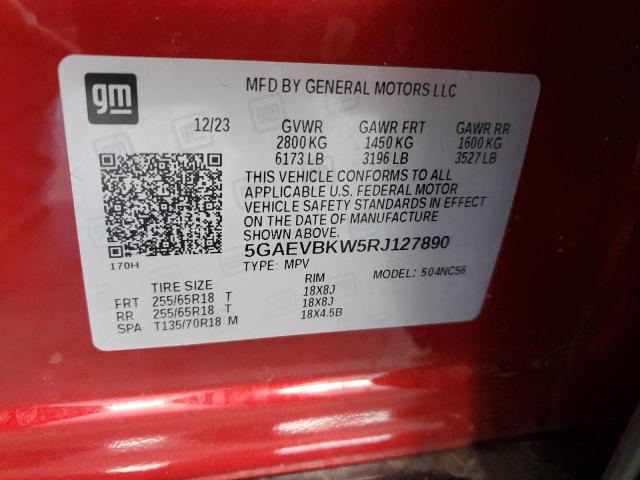 gm
MFD BY GENERAL MOTORS LLC
12/23 GVWR GAWR FRT GAWR RR
2800 KG 1450 KG 1600 KG
6173 LB 3196 LB 3527 LB
THIS VEHICLE CONFORMS TO ALL
APPLICABLE U.S. FEDERAL MOTOR
VEHICLE SAFETY STANDARDS IN EFFECT
ON THE DATE OF MANUFACTURE
SHOWN ABOVE.
5GAEVBKW5RJ127890
170H TYPE: MPV MODEL: 504NC56
TIRE SIZE RIM
FRT 255/65R18 T 18X8J
RR 255/65R18 T 18X8J
SPA T135/70R18 M 18X4.5B